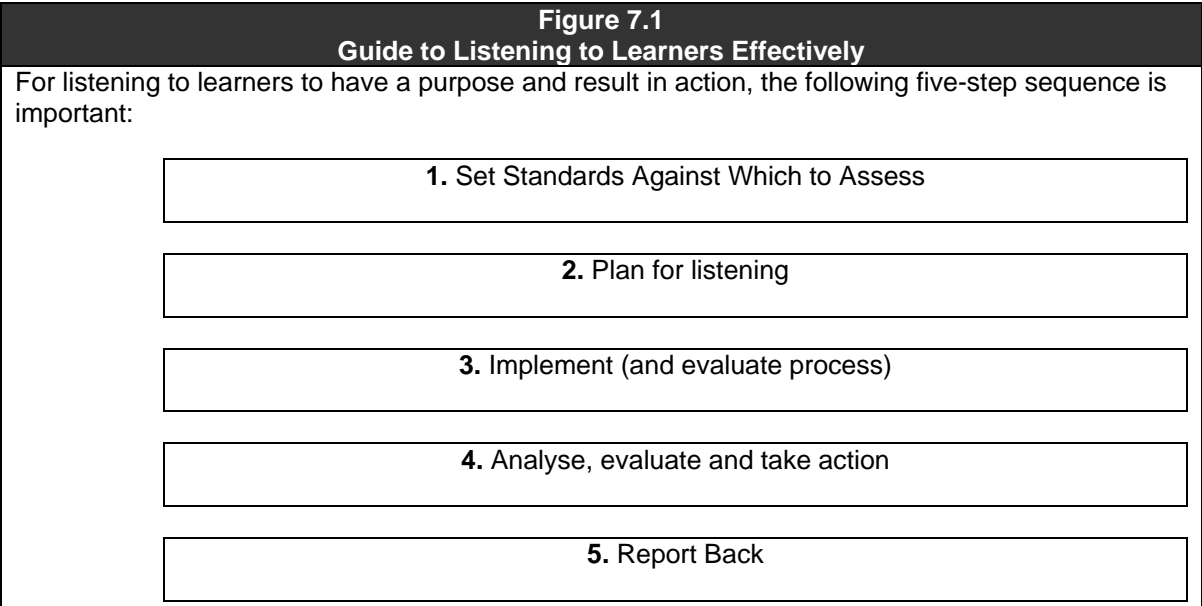 Figure 7.1
Guide to Listening to Learners Effectively
For listening to learners to have a purpose and result in action, the following five-step sequence is
important:
1. Set Standards Against Which to Assess
2. Plan for listening
3. Implement (and evaluate process)
4. Analyse, evaluate and take action
5. Report Back